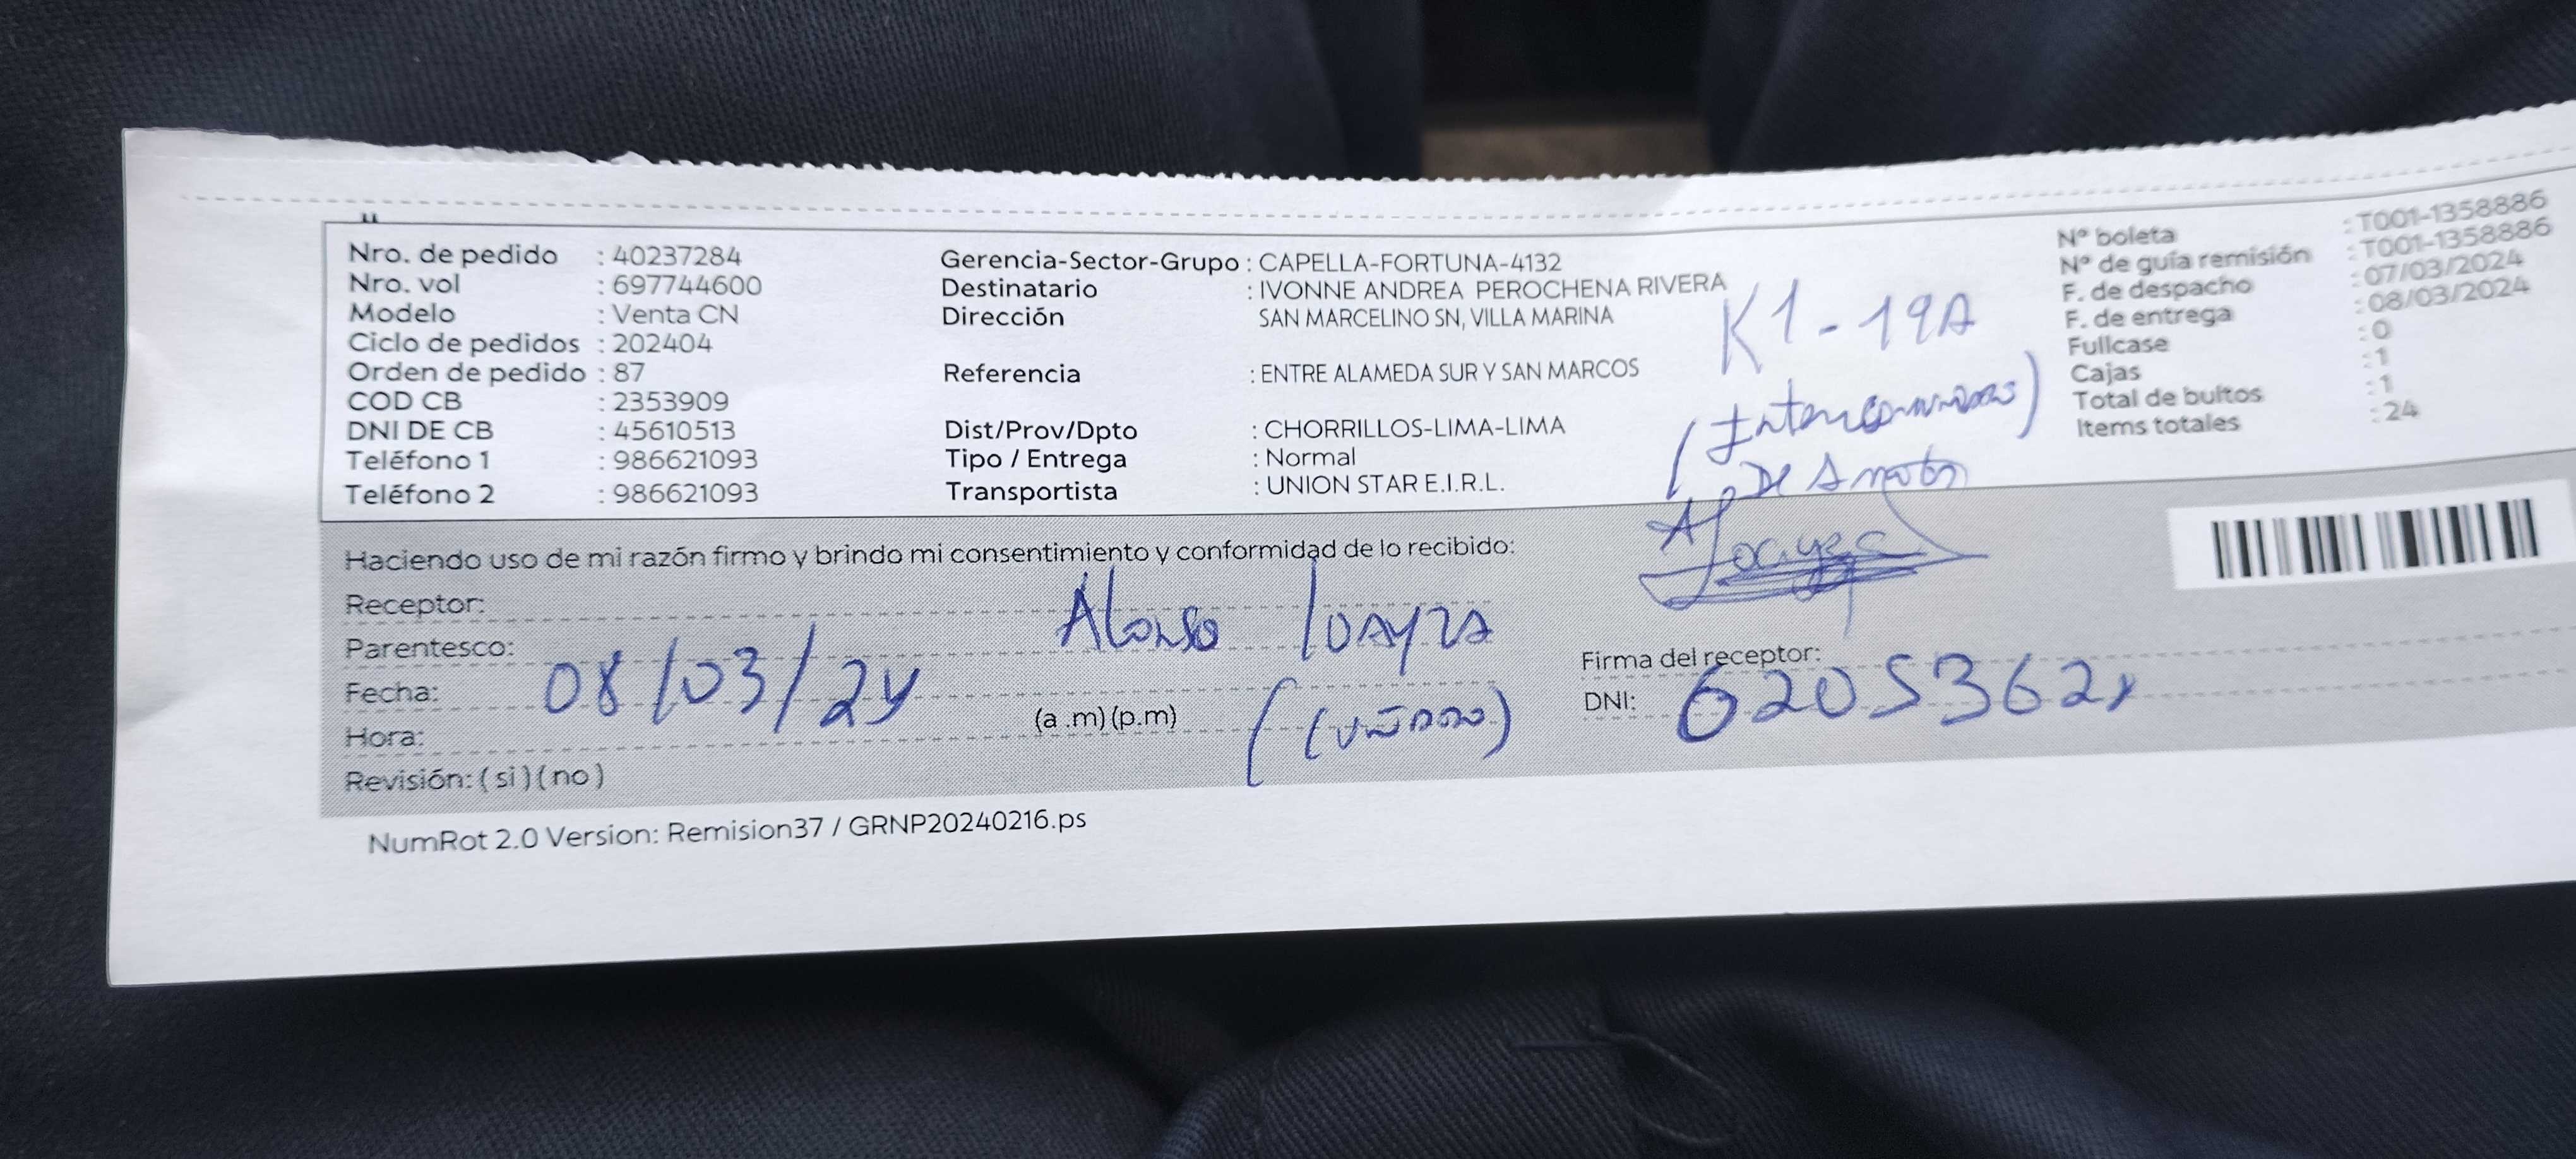 Nro. de pedido : 40237284
Nro. vol : 697744600
Modelo : Venta CN
Ciclo de pedidos : 202404
Orden de pedido : 87
COD CB : 2353909
DNI DE CB : 45610513
Teléfono 1 : 986621093
Teléfono 2 : 986621093
Gerencia-Sector-Grupo : CAPELLA-FORTUNA-4132
Destinatario : IVONNE ANDREA PEROCHENA RIVERA
Dirección SAN MARCELINO SN, VILLA MARINA
Referencia : ENTRE ALAMEDA SUR Y SAN MARCOS
Dist/Prov/Dpto : CHORRILLOS-LIMA-LIMA
Tipo / Entrega : Normal
Transportista : UNION STAR E.I.R.L.
K1-19A
Nº boleta : T001-1358886
Nº de guía remisión : T001-1358886
F. de despacho : 07/03/2024
F. de entrega : 08/03/2024
Fullcase : 0
Cajas : 1
Total de bultos : 1
Items totales : 24
Haciendo uso de mi razón firmo y brindo mi consentimiento y conformidad de lo recibido:
Receptor: Alonso loayza
Parentesco: (Cuñado)
Fecha: 08/03/24
Hora: (a .m) (p.m)
Revisión: ( si ) ( no )
Firma del receptor:
DNI: 6205362
NumRot 2.0 Version: Remision37 / GRNP20240216.ps